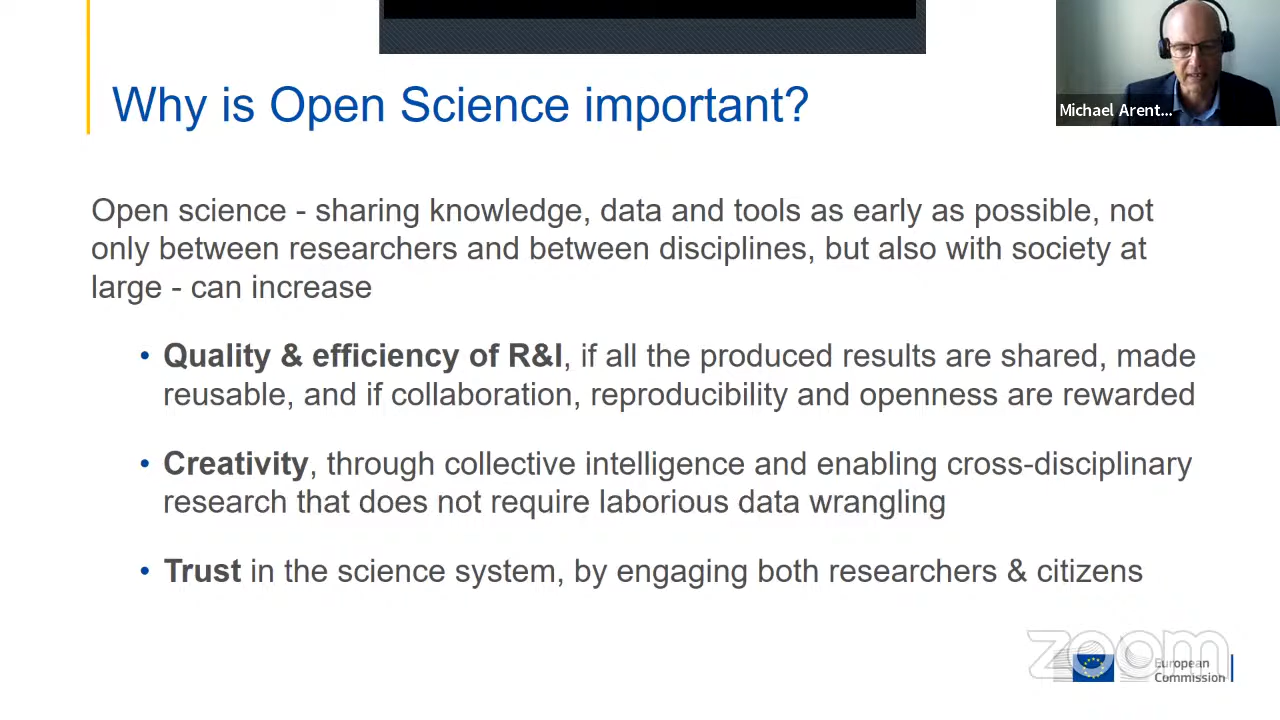 Why is Open Science important?
Michael Arent...
Open science - sharing knowledge, data and tools as early as possible, not
only between researchers and between disciplines, but also with society at
large - can increase
• Quality & efficiency of R&I, if all the produced results are shared, made
reusable, and if collaboration, reproducibility and openness are rewarded
• Creativity, through collective intelligence and enabling cross-disciplinary
research that does not require laborious data wrangling
• Trust in the science system, by engaging both researchers & citizens
zoom
European
Commission